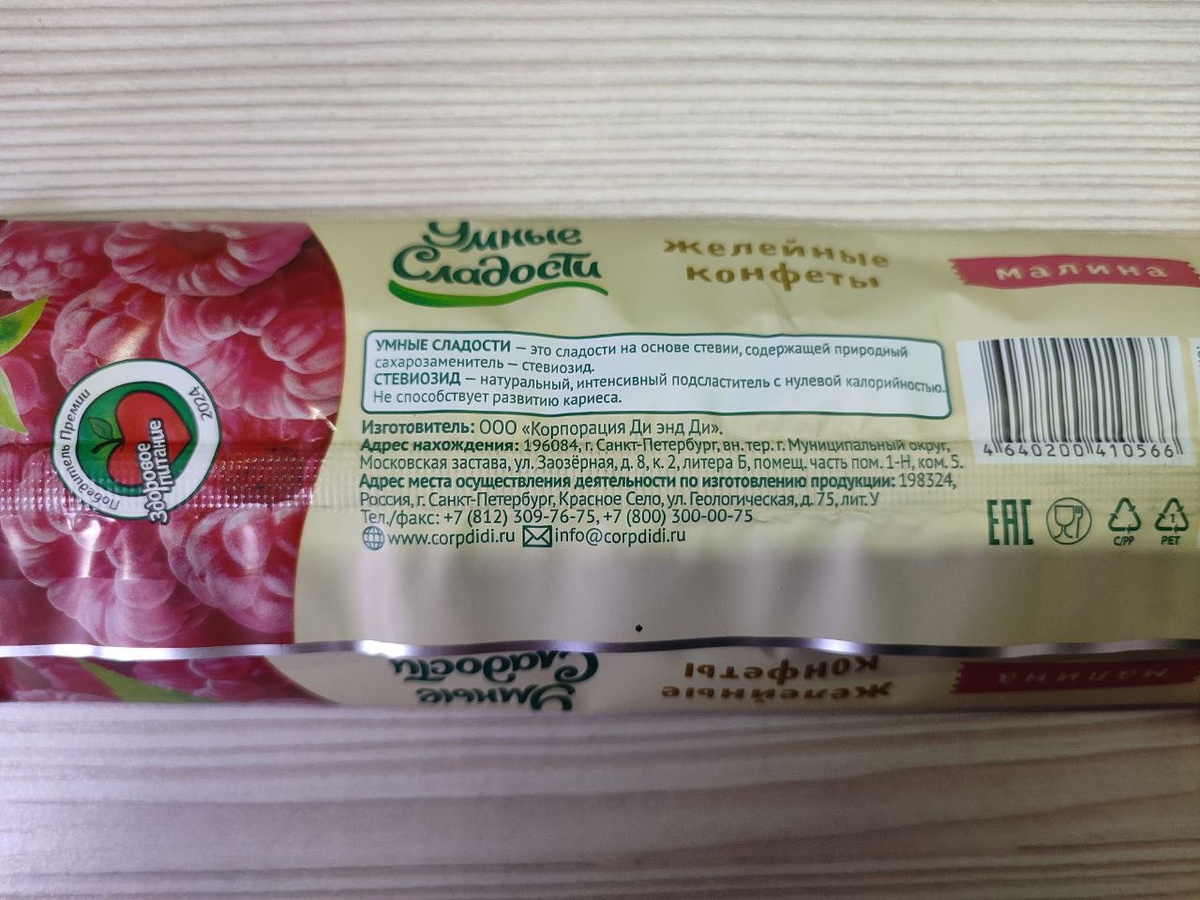 Умные
Сладости
желейные
конфеты
малина
УМНЫЕ СЛАДОСТИ — это сладости на основе стевии, содержащей природный
сахарозаменитель — стевиозид.
СТЕВИОЗИД — натуральный, интенсивный подсластитель с нулевой калорийностью.
Не способствует развитию кариеса.
Изготовитель: ООО «Корпорация Ди энд Ди».
Адрес нахождения: 196084, г. Санкт-Петербург, вн. тер. г. Муниципальный округ,
Московская застава, ул. Заозёрная, д. 8, к. 2, литера Б, помещ. часть пом. 1-Н, ком. 5.
Адрес места осуществления деятельности по изготовлению продукции: 198324,
Россия, г. Санкт-Петербург, Красное Село, ул. Геологическая, д. 75, лит. У
Тел./факс: +7 (812) 309-76-75, +7 (800) 300-00-75
www.corpdidi.ru info@corpdidi.ru
Победитель Премии
2024
Здоровое
питание
4 640200 410566
ЕАС
C/PP
1
PET
Умные
Сладости
желейные
конфеты
малина